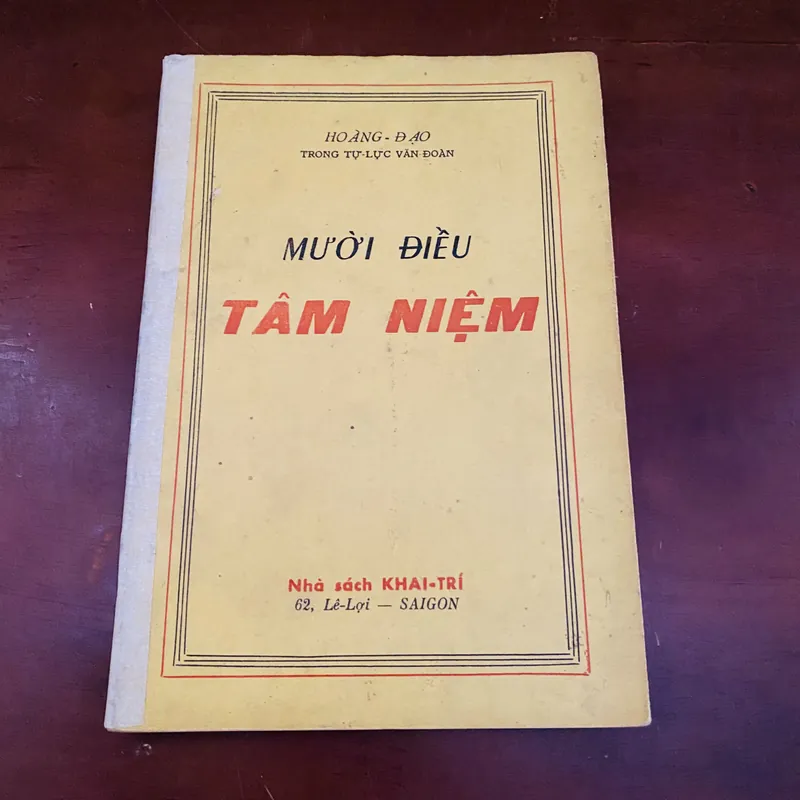 HOÀNG-ĐẠO
TRONG TỰ-LỰC VĂN-ĐOÀN
MƯỜI ĐIỀU
TÂM NIỆM
Nhà sách KHAI-TRÍ
62, Lê-Lợi — SAIGON